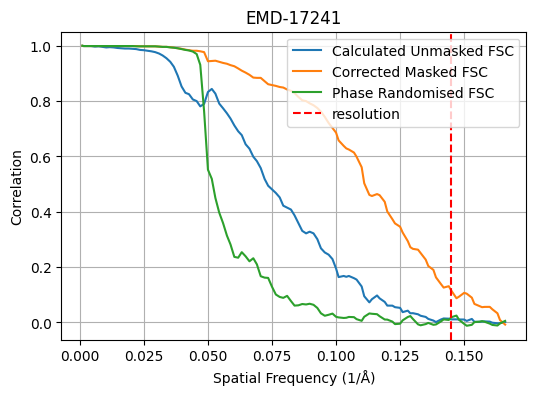 EMD-17241
Calculated Unmasked FSC
Corrected Masked FSC
Phase Randomised FSC
resolution
Correlation
1.0
0.8
0.6
0.4
0.2
0.0
0.000
0.025
0.050
0.075
0.100
0.125
0.150
Spatial Frequency (1/Å)